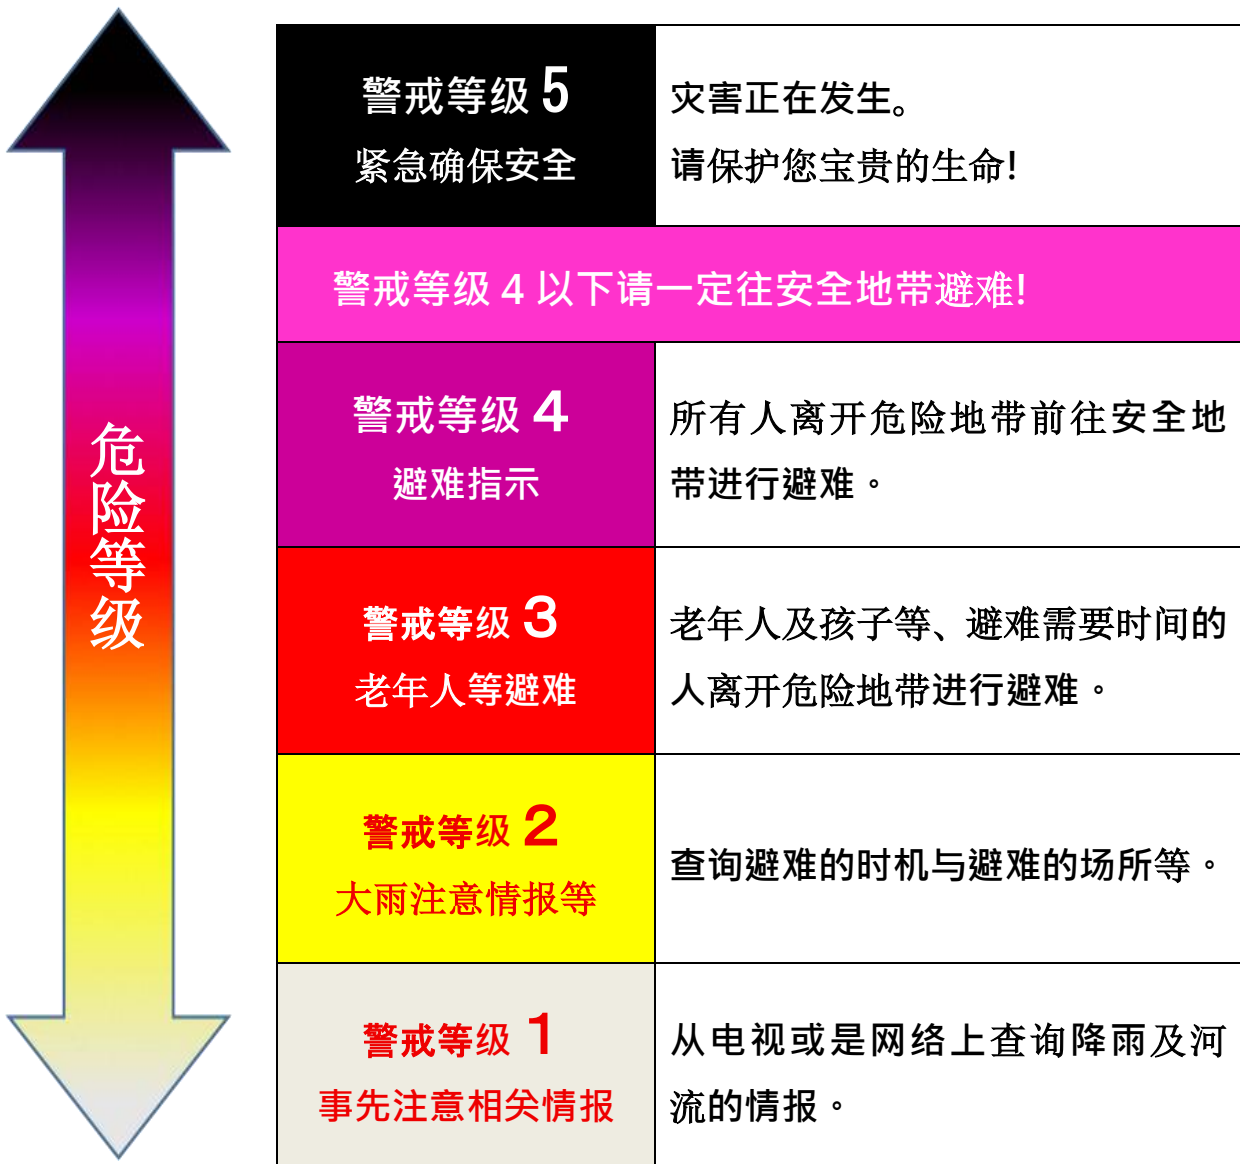 危险等级
警戒等级 5
紧急确保安全
灾害正在发生。
请保护您宝贵的生命!
警戒等级 4 以下请一定往安全地带避难!
警戒等级 4
避难指示
所有人离开危险地带前往安全地
带进行避难。
警戒等级 3
老年人等避难
老年人及孩子等、避难需要时间的
人离开危险地带进行避难。
警戒等级 2
大雨注意情报等
查询避难的时机与避难的场所等。
警戒等级 1
事先注意相关情报
从电视或是网络上查询降雨及河
流的情报。